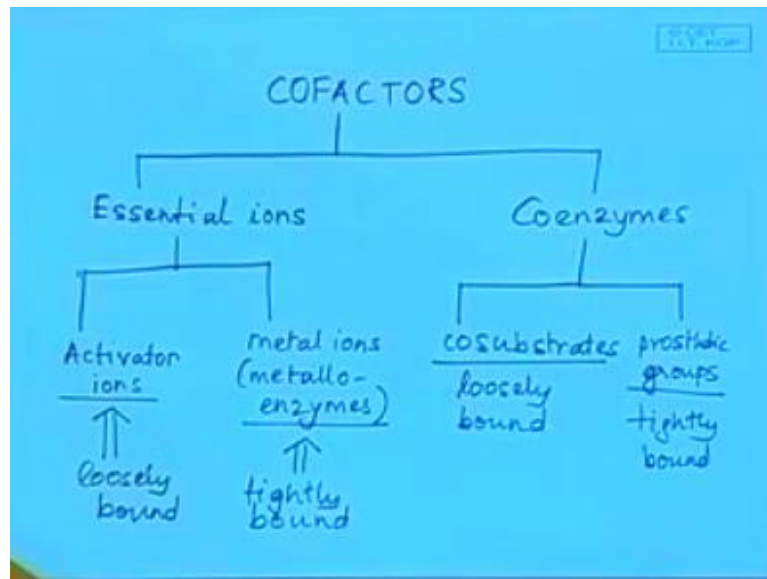 COFACTORS
Essential ions
Coenzymes
Activator
ions
loosely
bound
metal ions
(metallo-
enzymes)
tightly
bound
cosubstrates
loosely
bound
prosthetic
groups
tightly
bound